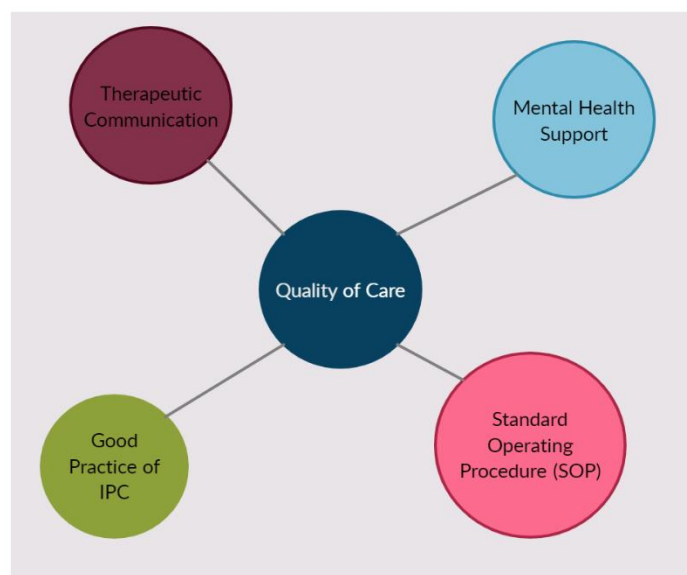 Therapeutic
Communication
Mental Health
Support
Quality of Care
Good
Practice of
IPC
Standard
Operating
Procedure (SOP)